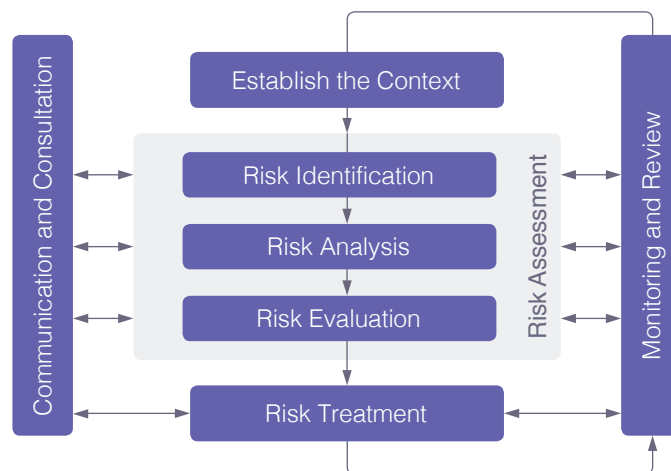 Communication and Consultation
Establish the Context
Risk Identification
Risk Analysis
Risk Evaluation
Risk Assessment
Risk Treatment
Monitoring and Review